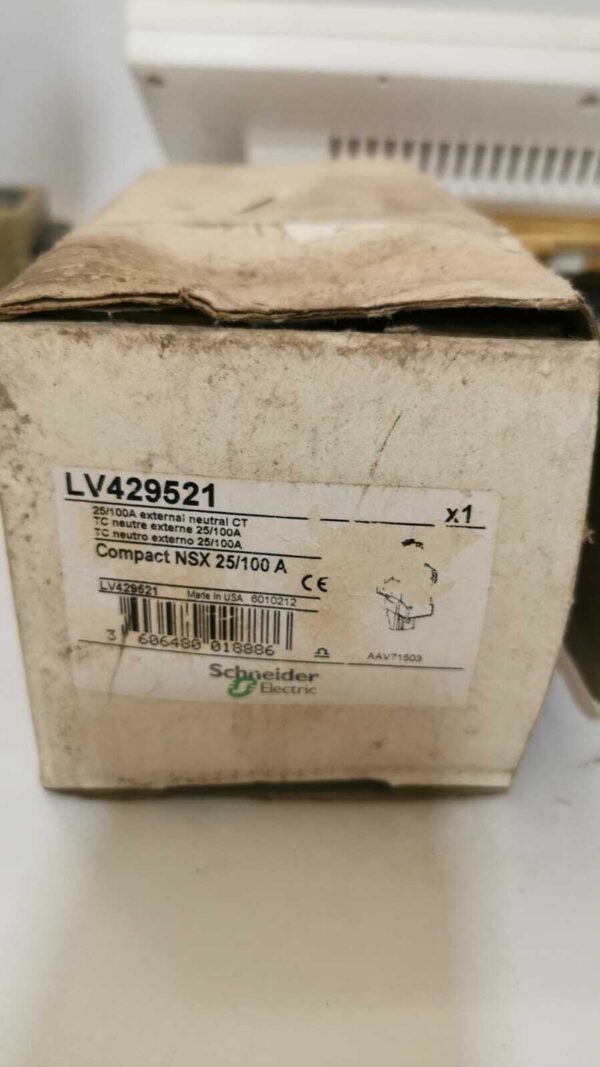 LV429521
x1
25/100A external neutral CT
TC neutre externe 25/100A
TC neutro externo 25/100A
Compact NSX 25/100 A
CE
LV429521 Made in USA 6010212
3 606480 018886
AAV71503
Schneider
Electric